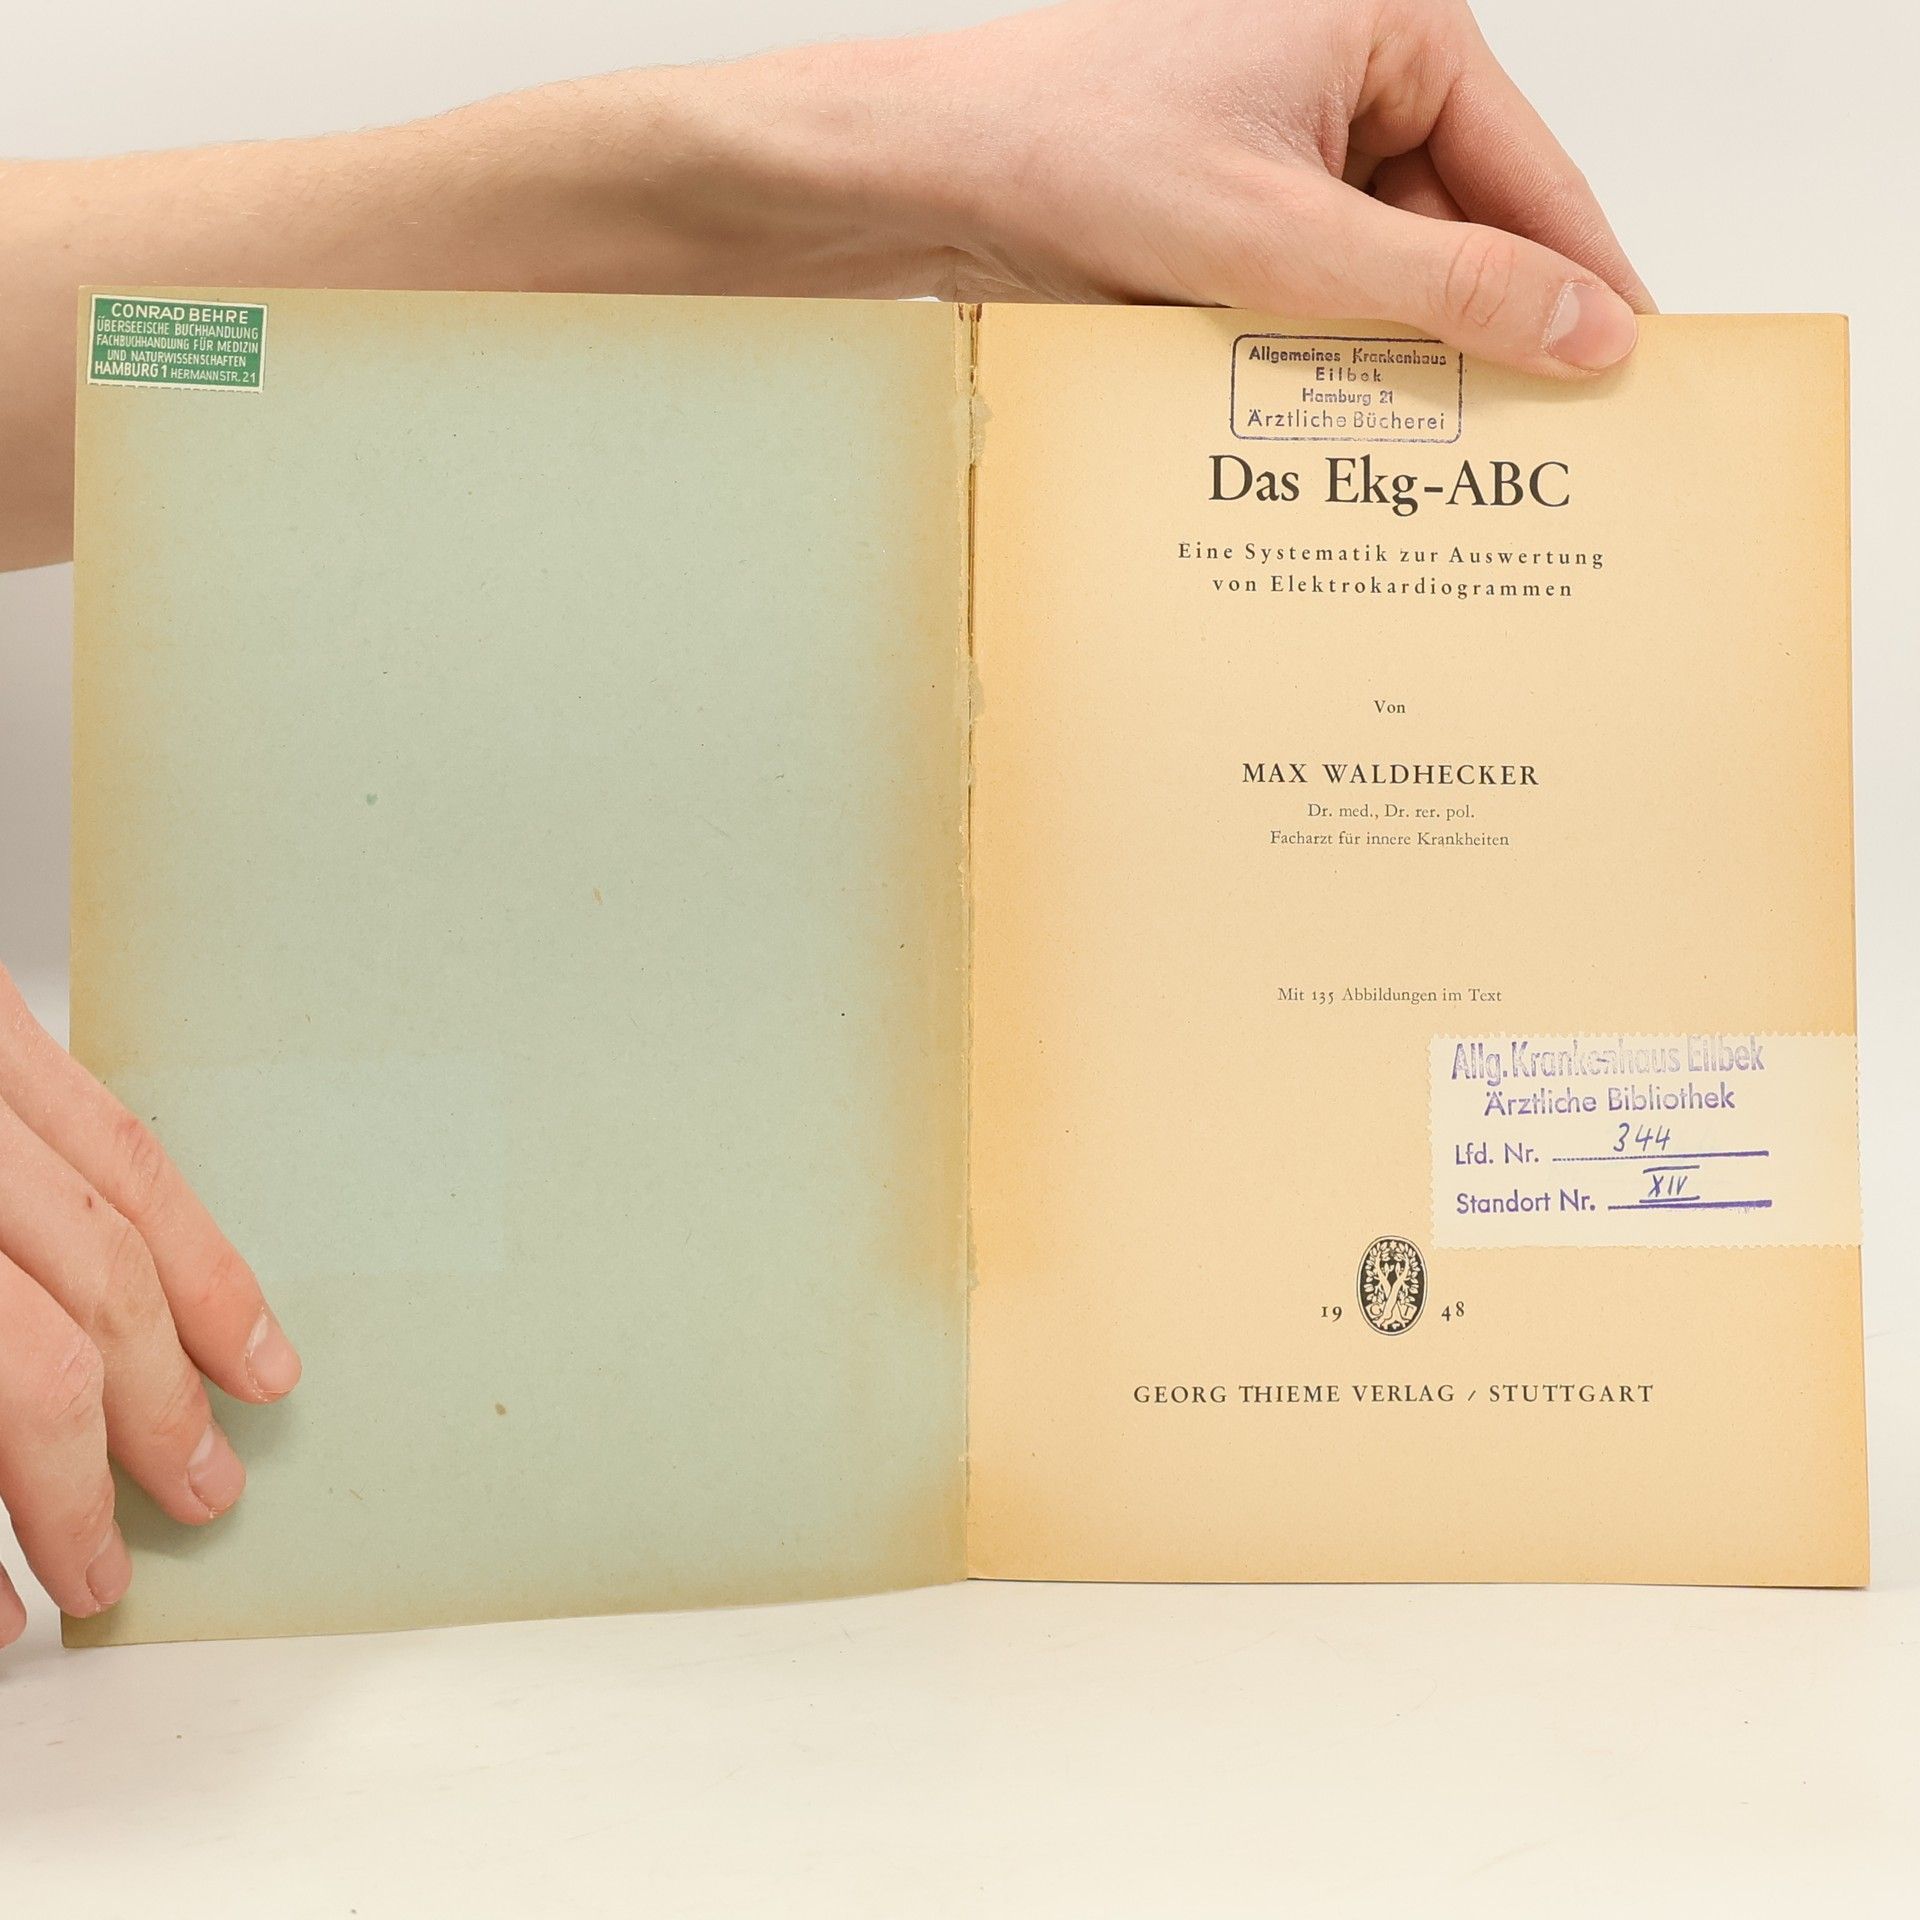 CONRAD BEHRE
ÜBERSEEISCHE BUCHHANDLUNG
FACHBUCHHANDLUNG FÜR MEDIZIN
UND NATURWISSENSCHAFTEN
HAMBURG 1 HERMANNSTR. 21
Allgemeines Krankenhaus
Eilbek
Hamburg 21
Ärztliche Bücherei
Das Ekg-ABC
Eine Systematik zur Auswertung
von Elektrokardiogrammen
Von
MAX WALDHECKER
Dr. med., Dr. rer. pol.
Facharzt für innere Krankheiten
Mit 135 Abbildungen im Text
Allg. Krankenhaus Eilbek
Ärztliche Bibliothek
Lfd. Nr. 344
Standort Nr. XIV
G T
19 48
GEORG THIEME VERLAG / STUTTGART